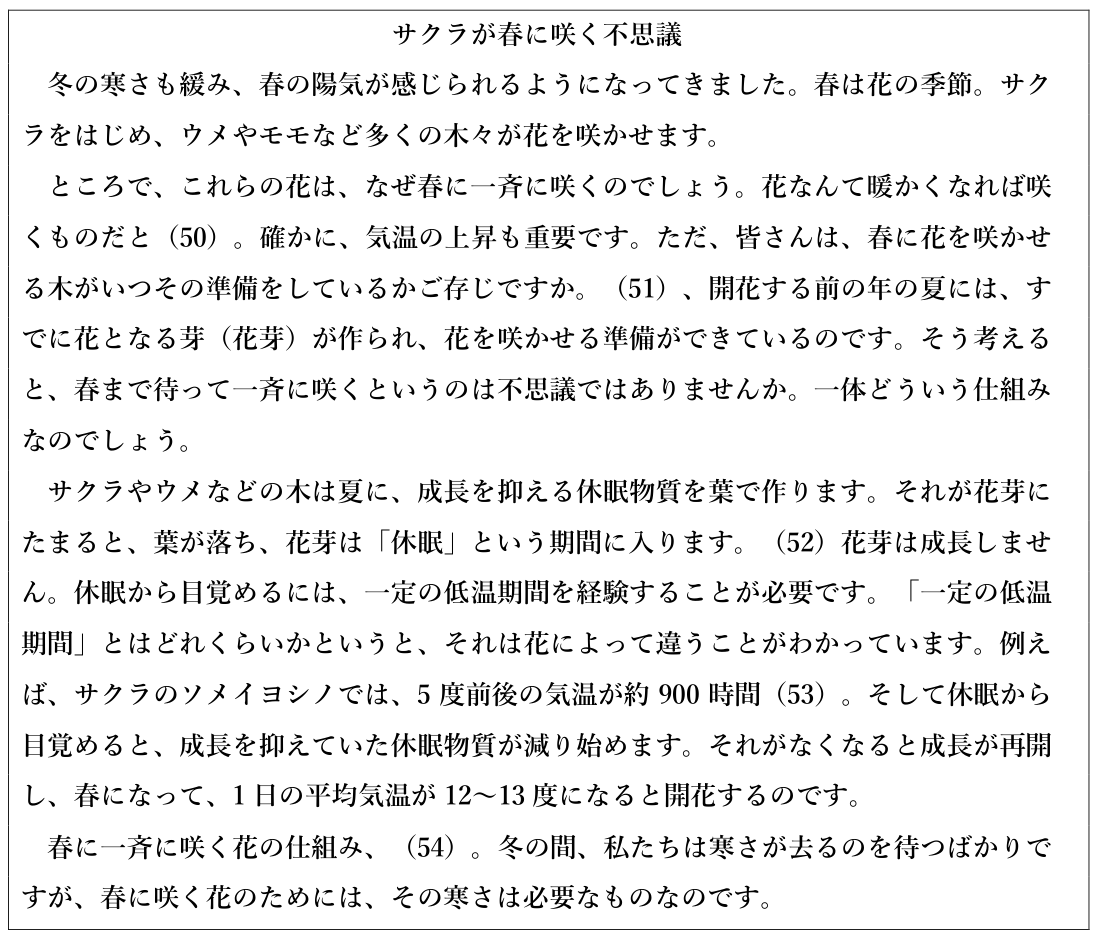 サクラが春に咲く不思議
冬の寒さも緩み、春の陽気が感じられるようになってきました。春は花の季節。サク
ラをはじめ、ウメやモモなど多くの木々が花を咲かせます。
ところで、これらの花は、なぜ春に一斉に咲くのでしょう。花なんて暖かくなれば咲
くものだと（50）。確かに、気温の上昇も重要です。ただ、皆さんは、春に花を咲かせ
る木がいつその準備をしているかご存じですか。（51）、開花する前の年の夏には、す
でに花となる芽（花芽）が作られ、花を咲かせる準備ができているのです。そう考える
と、春まで待って一斉に咲くというのは不思議ではありませんか。一体どういう仕組み
なのでしょう。
サクラやウメなどの木は夏に、成長を抑える休眠物質を葉で作ります。それが花芽に
たまると、葉が落ち、花芽は「休眠」という期間に入ります。（52）花芽は成長しませ
ん。休眠から目覚めるには、一定の低温期間を経験することが必要です。「一定の低温
期間」とはどれくらいかというと、それは花によって違うことがわかっています。例え
ば、サクラのソメイヨシノでは、5 度前後の気温が約 900 時間（53）。そして休眠から
目覚めると、成長を抑えていた休眠物質が減り始めます。それがなくなると成長が再開
し、春になって、1 日の平均気温が 12～13 度になると開花するのです。
春に一斉に咲く花の仕組み、（54）。冬の間、私たちは寒さが去るのを待つばかりで
すが、春に咲く花のためには、その寒さは必要なものなのです。